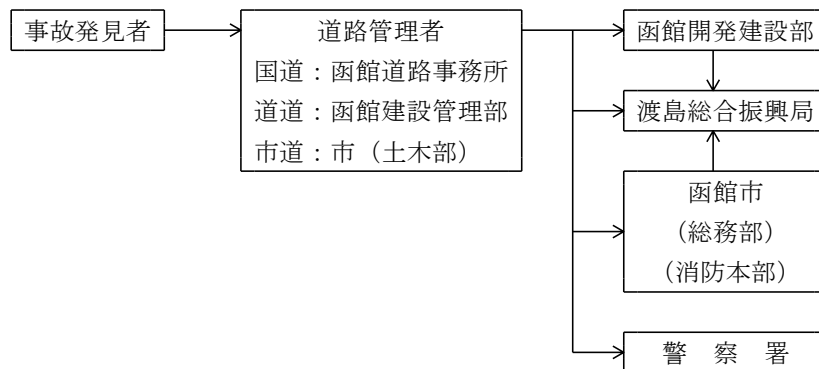 事故発見者
道路管理者
国道：函館道路事務所
道道：函館建設管理部
市道：市（土木部）
函館開発建設部
渡島総合振興局
函館市
（総務部）
（消防本部）
警　察　署